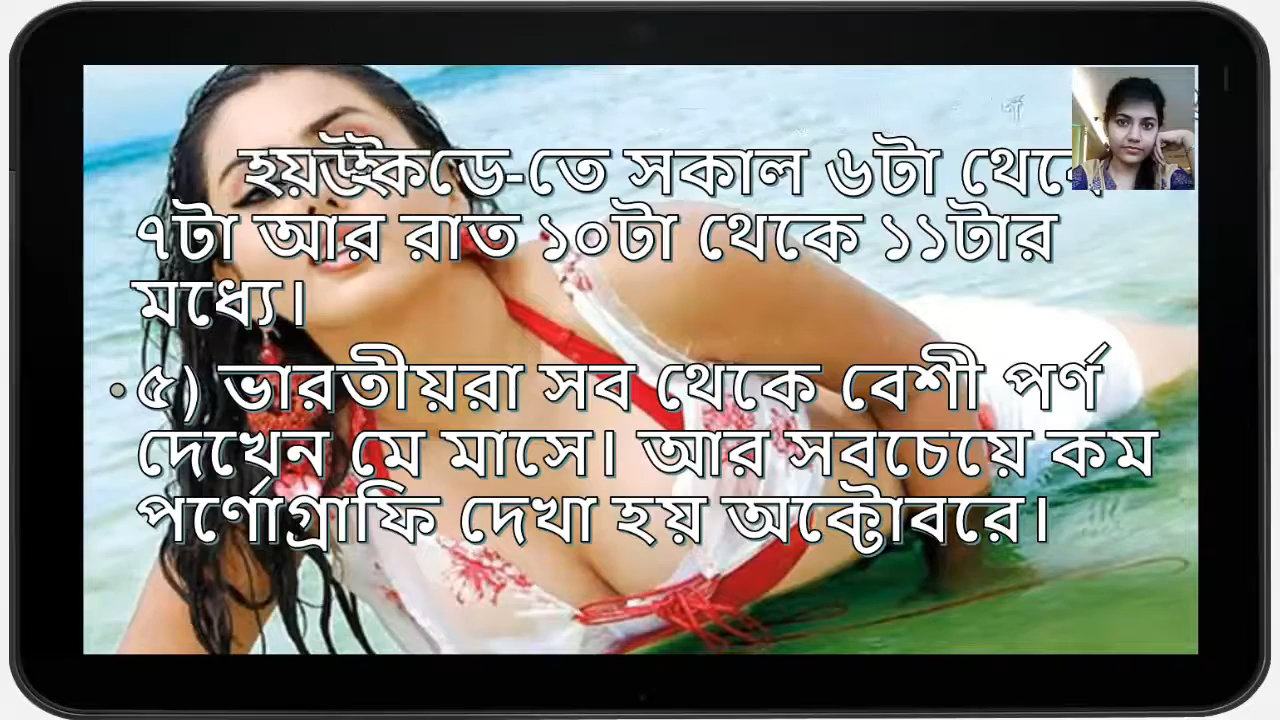 হয়উইকডে-তে সকাল ৬টা থেকে
৭টা আর রাত ১০টা থেকে ১১টার
মধ্যে।
৫) ভারতীয়রা সব থেকে বেশী পর্ণ
দেখেন মে মাসে। আর সবচেয়ে কম
পর্ণোগ্রাফি দেখা হয় অক্টোবরে।